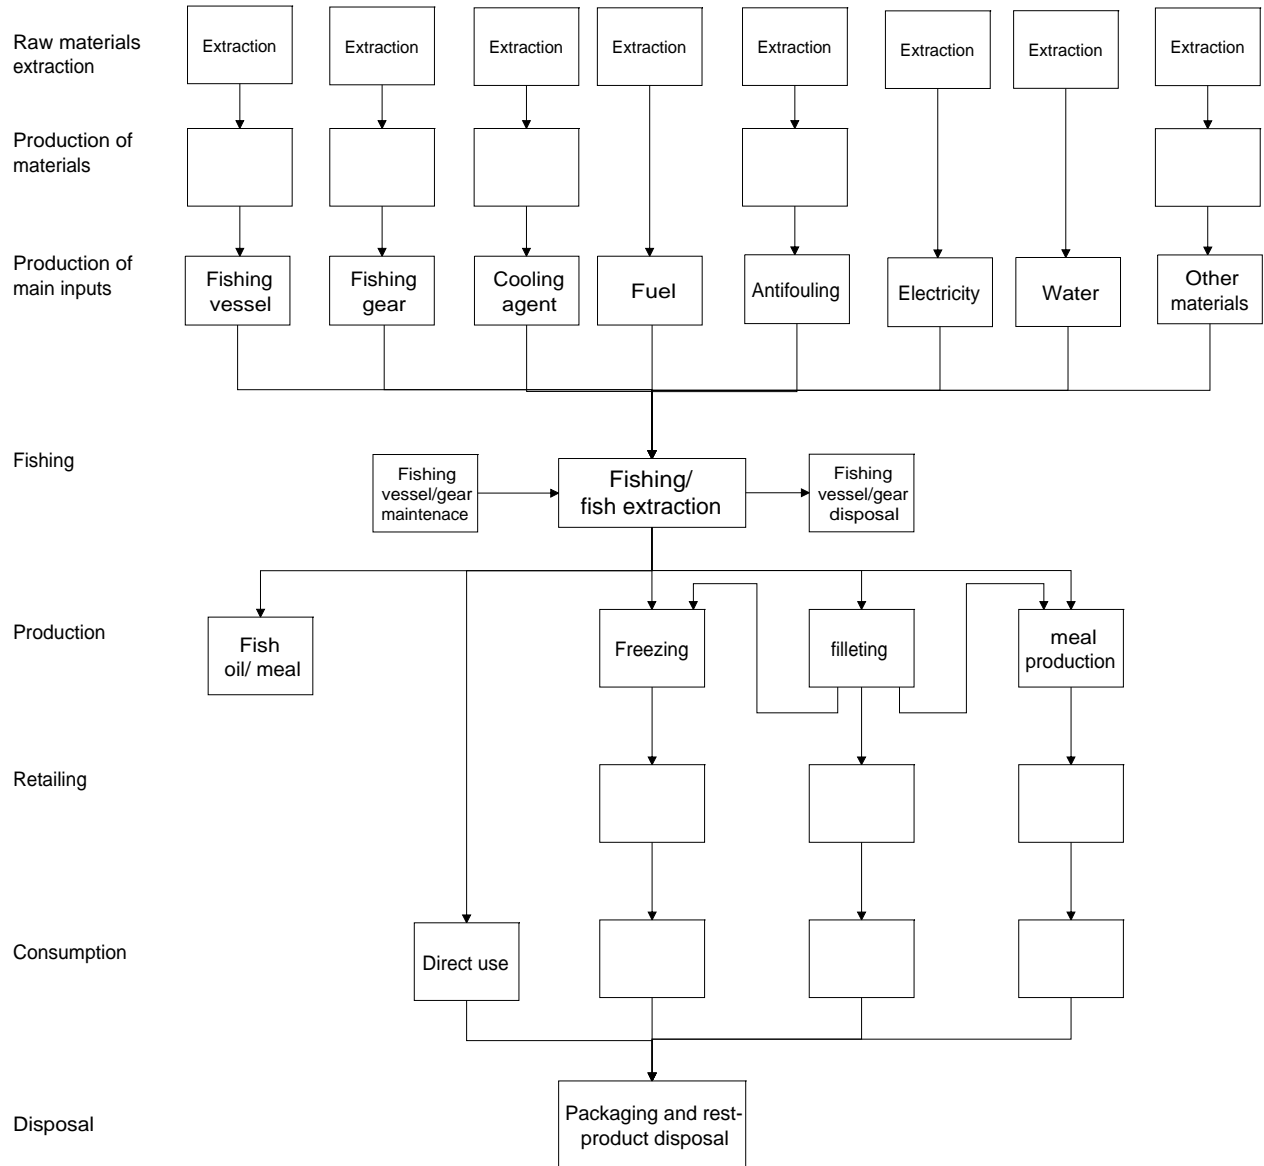 Raw materials
extraction
Extraction
Extraction
Extraction
Extraction
Extraction
Extraction
Extraction
Extraction
Production of
materials
Production of
main inputs
Fishing
vessel
Fishing
gear
Cooling
agent
Fuel
Antifouling
Electricity
Water
Other
materials
Fishing
Fishing
vessel/gear
maintenace
Fishing/
fish extraction
Fishing
vessel/gear
disposal
Production
Fish
oil/ meal
Freezing
filleting
meal
production
Retailing
Consumption
Direct use
Disposal
Packaging and rest-
product disposal